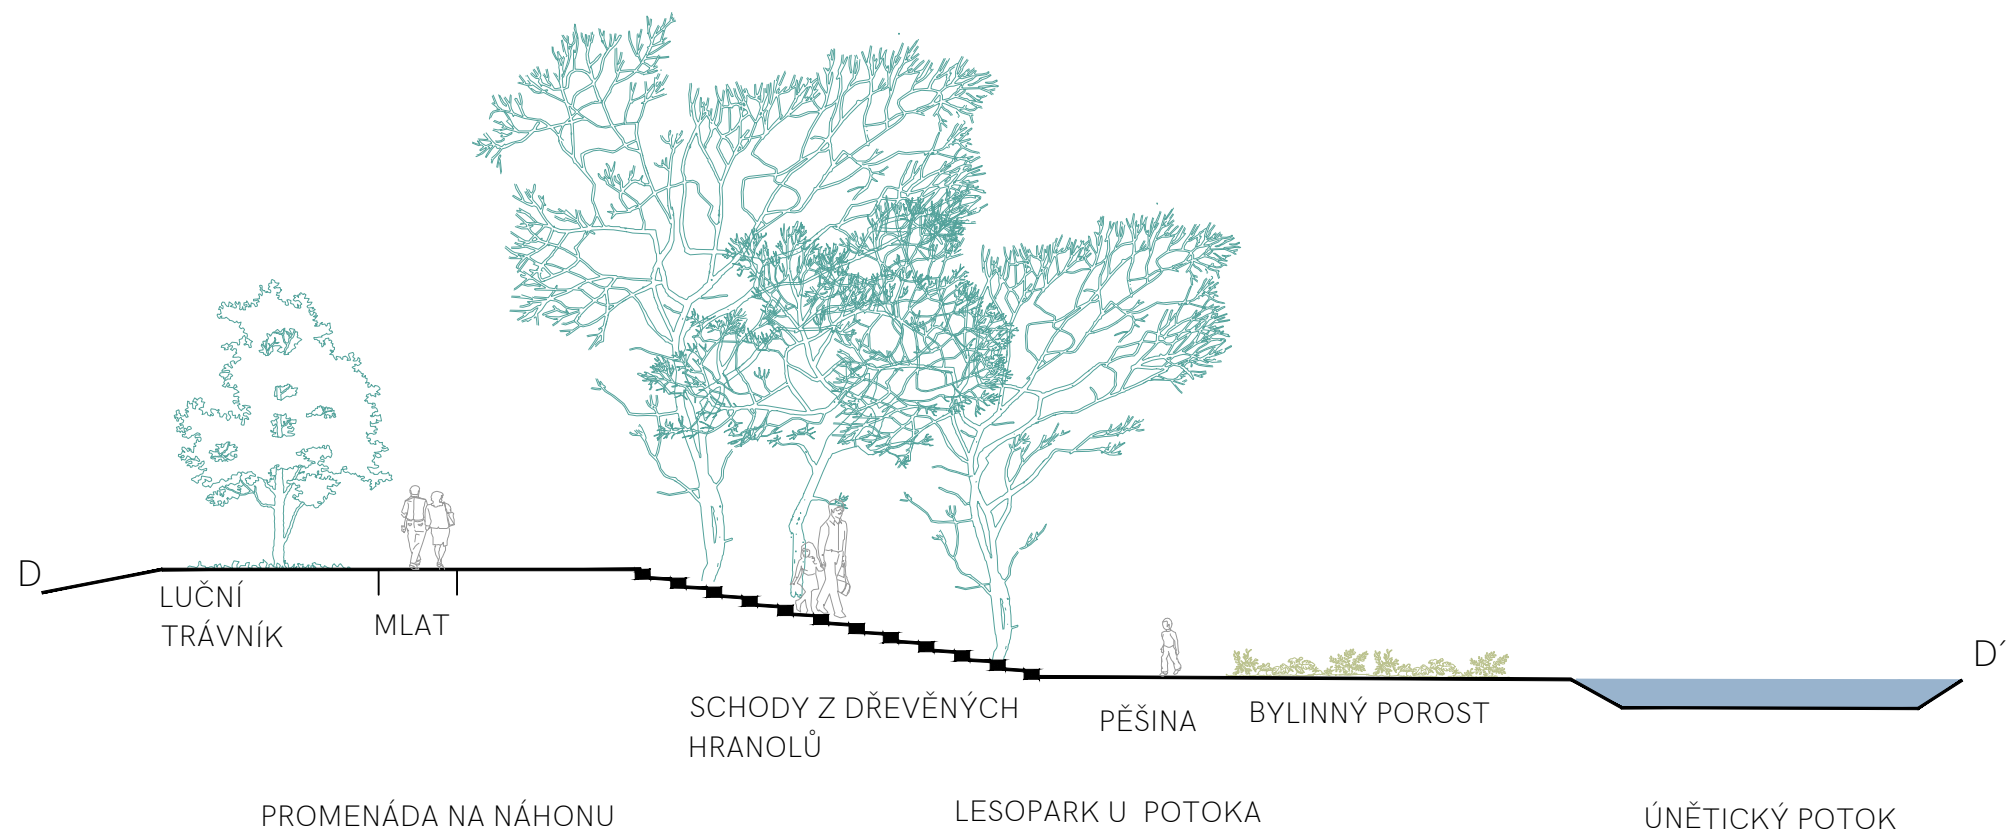 D
LUČNÍ
TRÁVNÍK
MLAT
D´
SCHODY Z DŘEVĚNÝCH
HRANOLŮ
PĚŠINA
BYLINNÝ POROST
PROMENÁDA NA NÁHONU
LESOPARK U POTOKA
ÚNĚTICKÝ POTOK